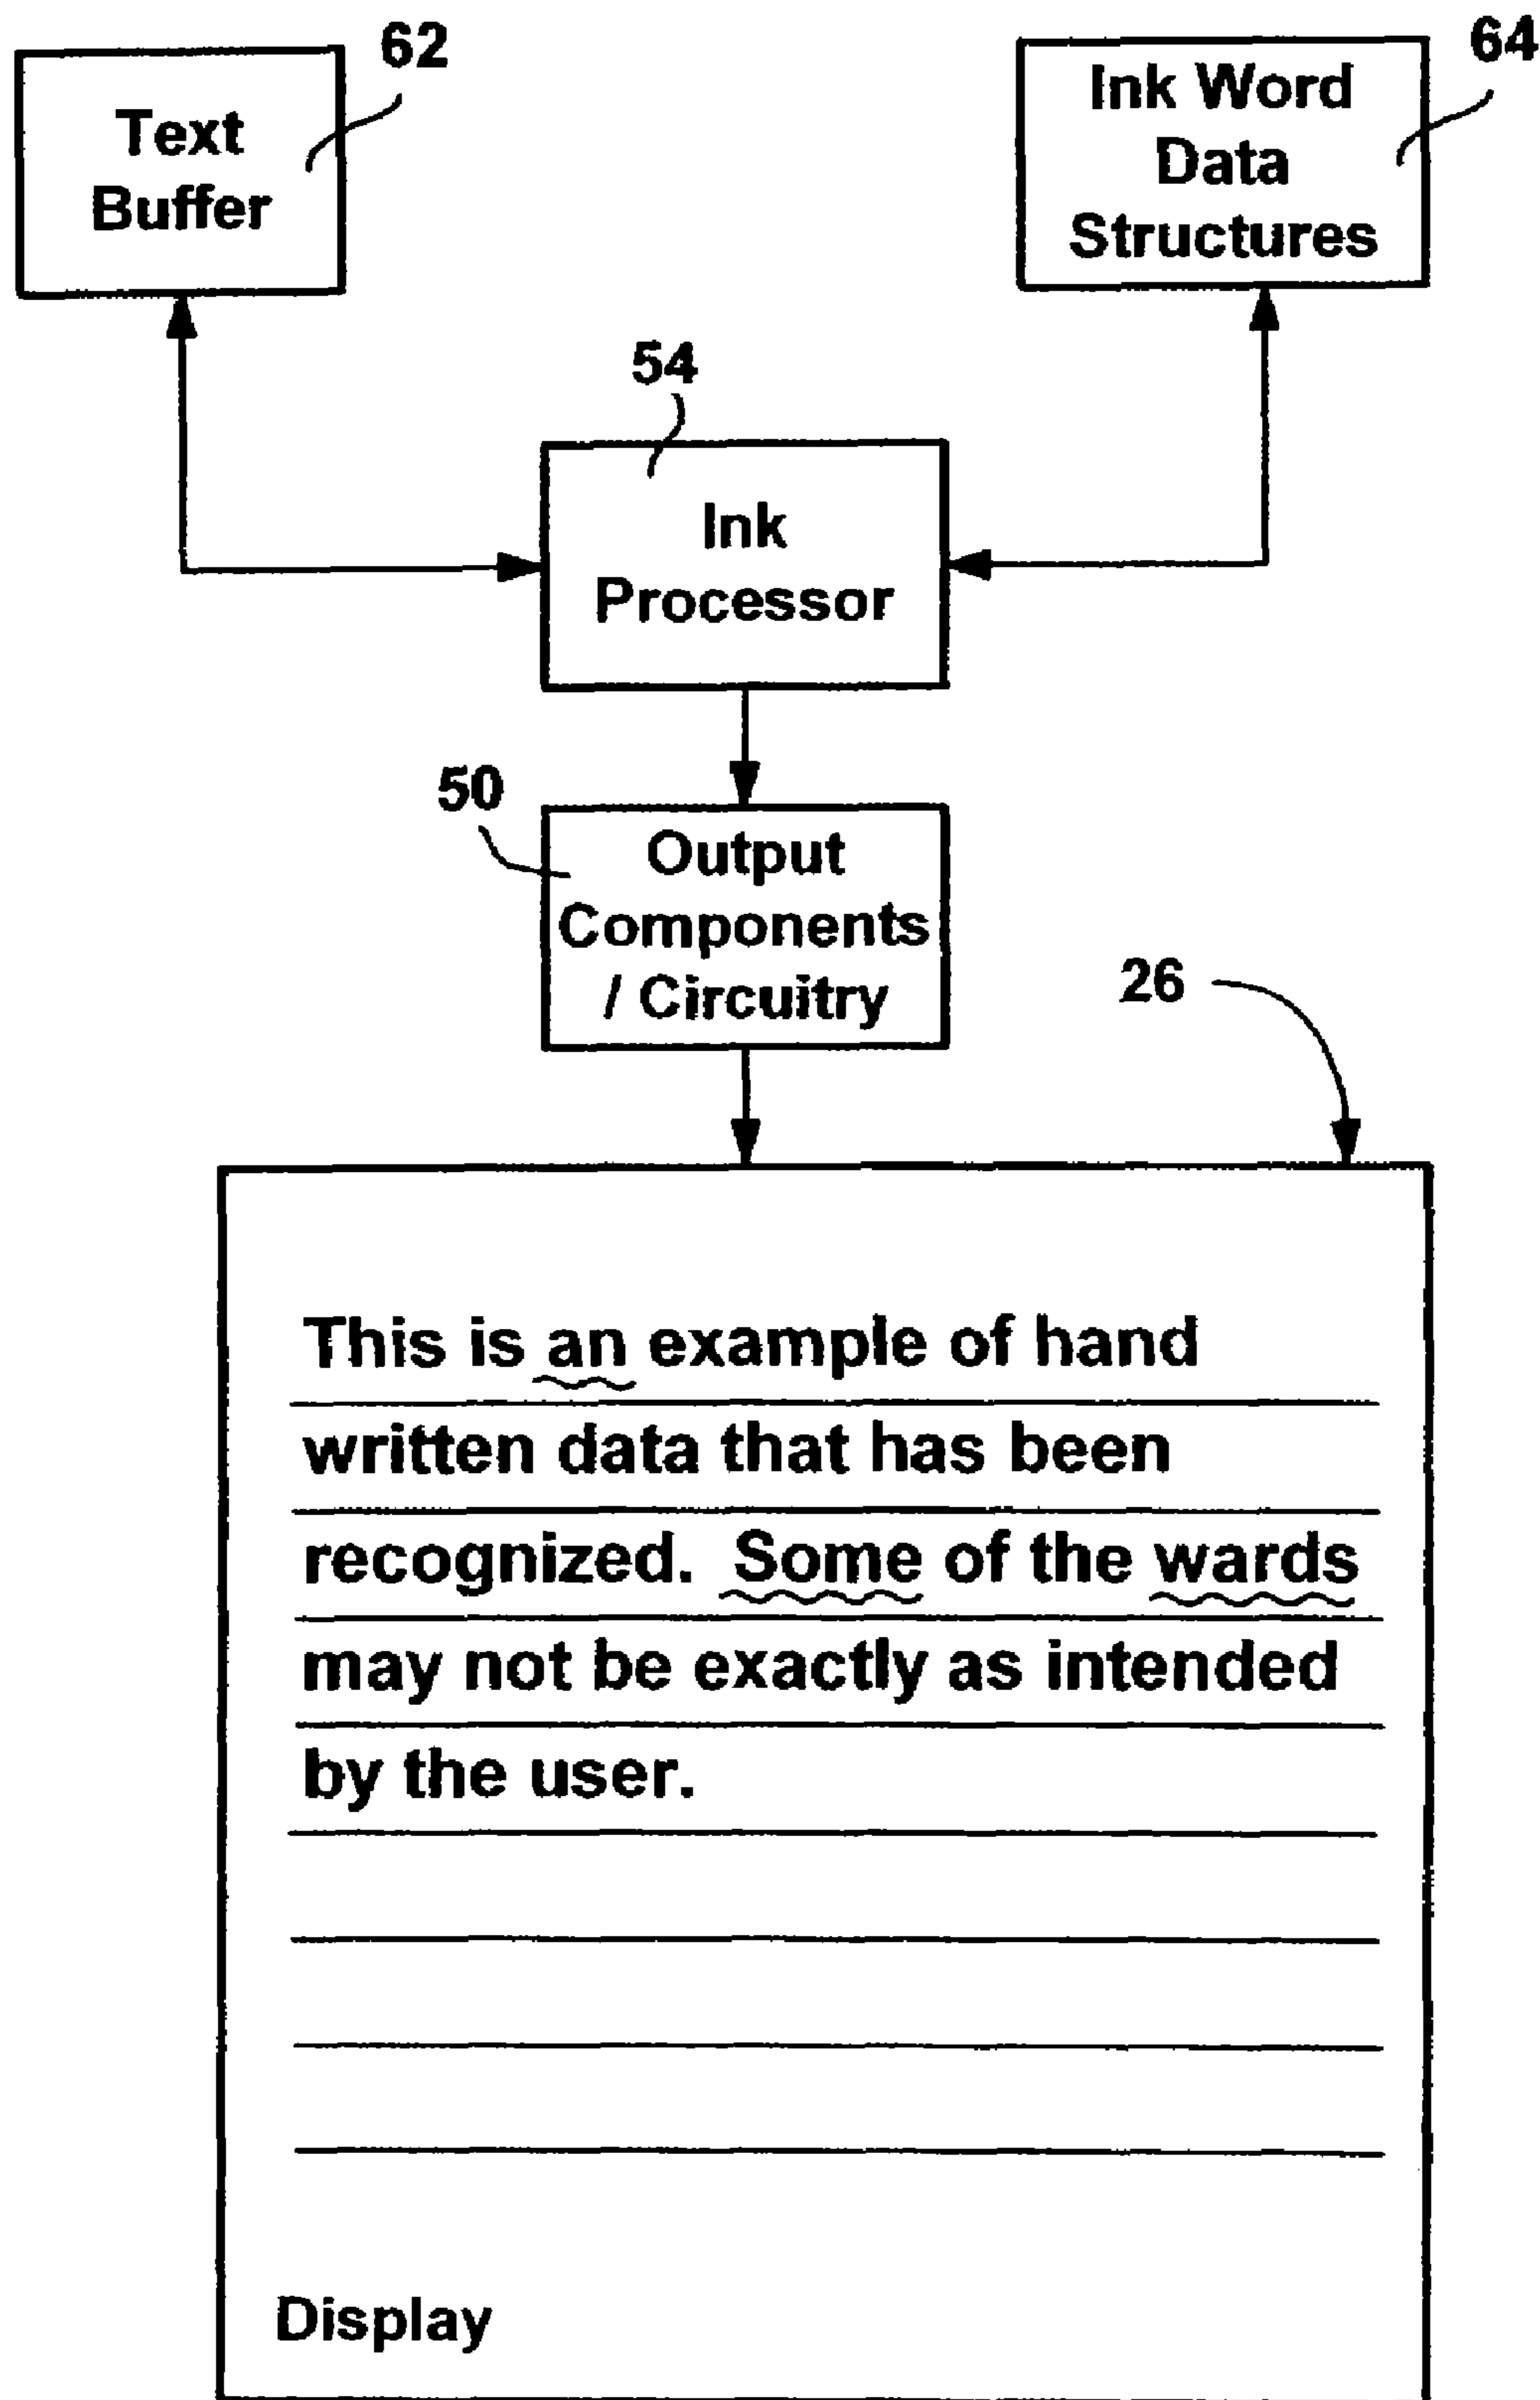 62
64
Text
Buffer
Ink Word
Data
Structures
54
Ink
Processor
50
Output
Components
/ Circuitry
26
This is an example of hand
written data that has been
recognized. Some of the wards
may not be exactly as intended
by the user.
Display